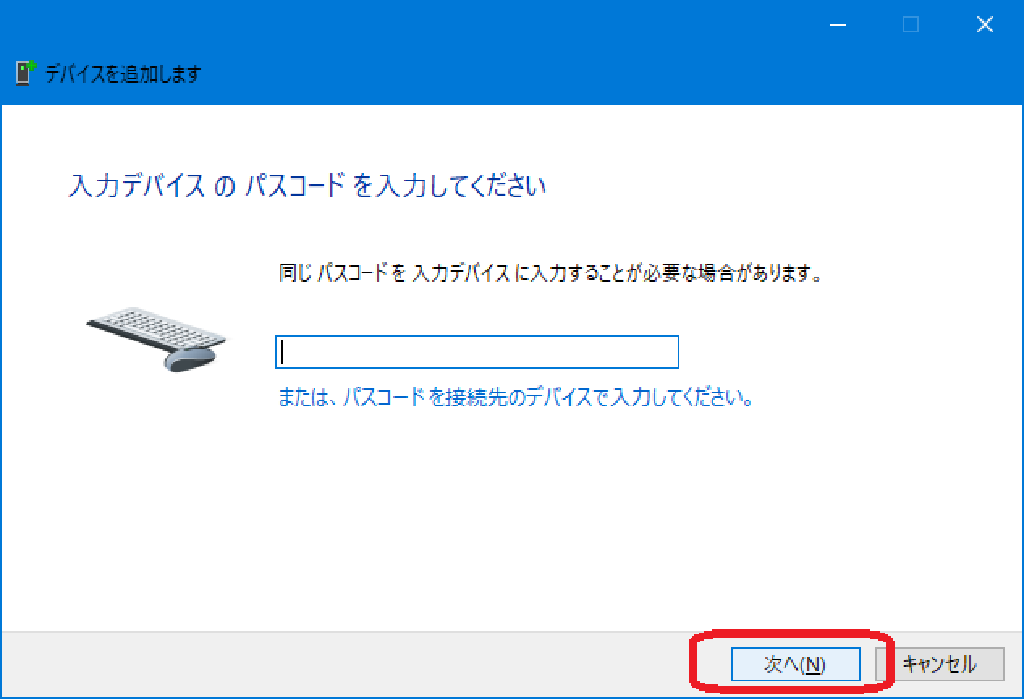 デバイスを追加します
入力デバイス の パスコード を入力してください
同じ パスコード を 入力デバイス に入力することが必要な場合があります。
または、パスコード を接続先のデバイスで入力してください。
次へ(N)
キャンセル